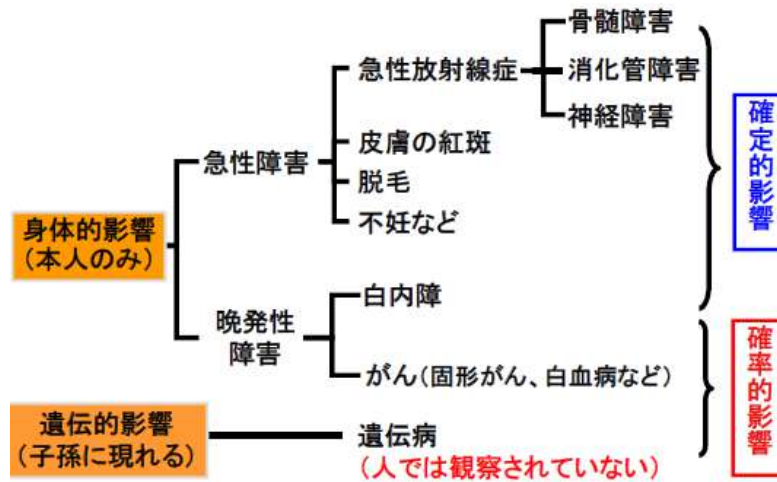 骨髄障害
急性放射線症
消化管障害
神経障害
皮膚の紅斑
急性障害
脱毛
不妊など
身体的影響
(本人のみ)
白内障
晩発性
障害
がん(固形がん、白血病など)
遺伝的影響
(子孫に現れる)
遺伝病
(人では観察されていない)
確定的影響
確率的影響